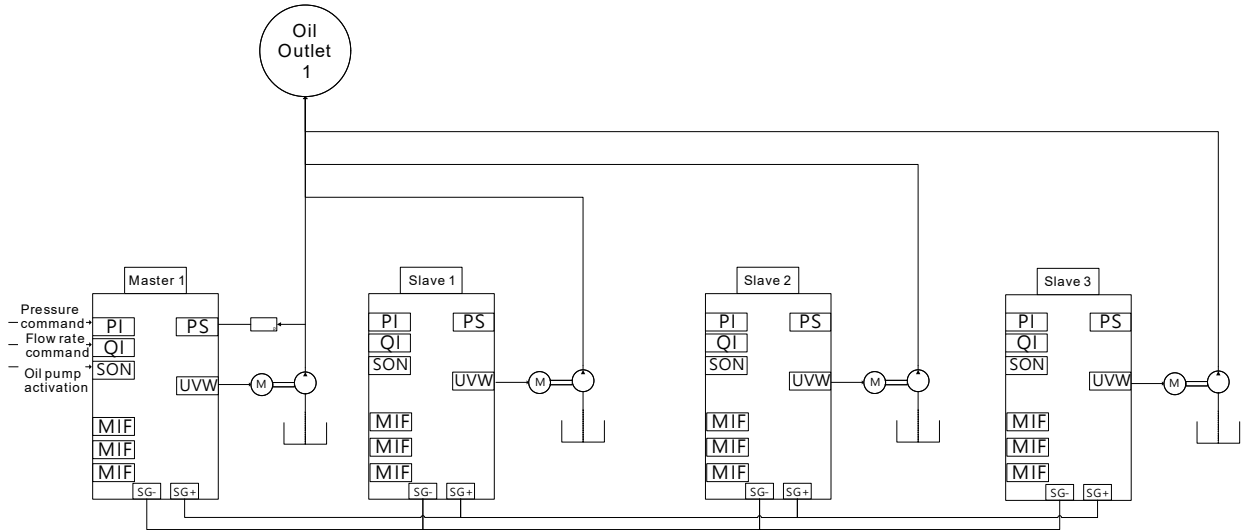 Oil
Outlet
1
Master 1
Pressure
command
Flow rate
command
Oil pump
activation
PI
QI
SON
PS
UVW
M
MIF
MIF
MIF
SG-
SG+
Slave 1
PI
QI
SON
PS
UVW
M
MIF
MIF
MIF
SG-
SG+
Slave 2
PI
QI
SON
PS
UVW
M
MIF
MIF
MIF
SG-
SG+
Slave 3
PI
QI
SON
PS
UVW
M
MIF
MIF
MIF
SG-
SG+